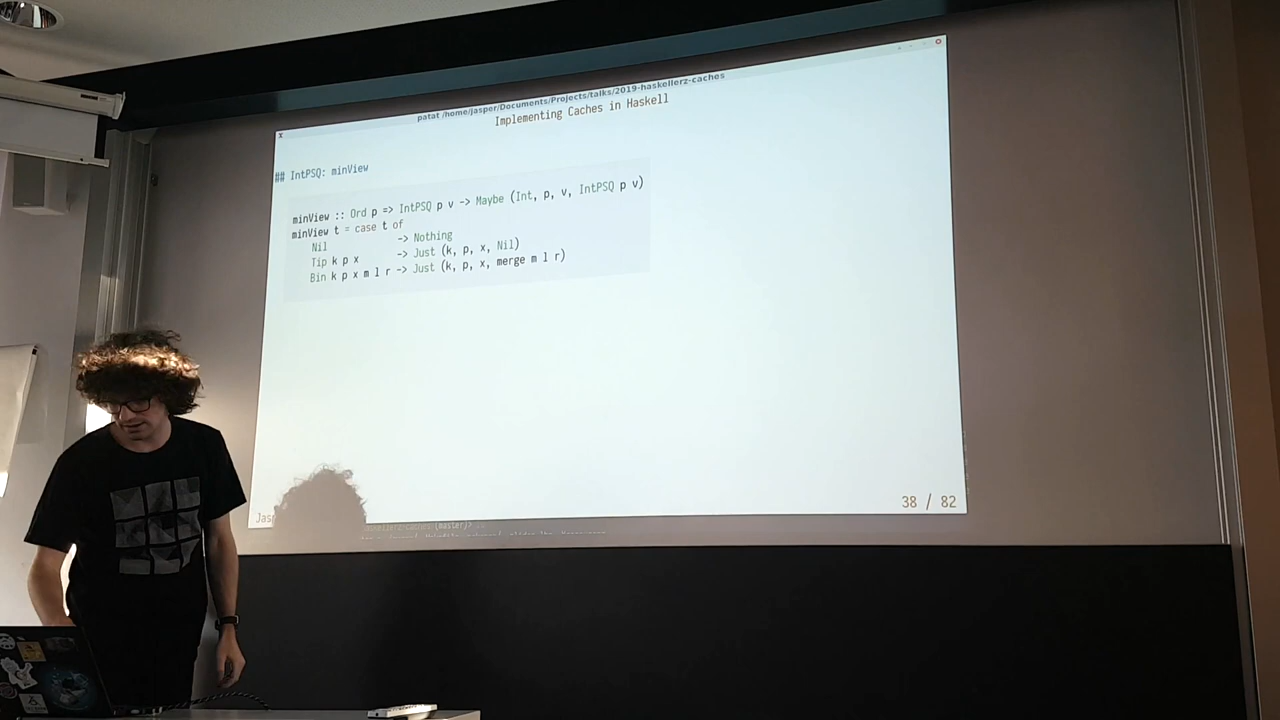 patat /home/jasper/Documents/Projects/talks/2019-haskellerz-caches
Implementing Caches in Haskell
## IntPSQ: minView
minView :: Ord p => IntPSQ p v -> Maybe (Int, p, v, IntPSQ p v)
minView t = case t of
Nil -> Nothing
Tip k p x -> Just (k, p, x, Nil)
Bin k p x m l r -> Just (k, p, x, merge m l r)
Jas
38 / 82